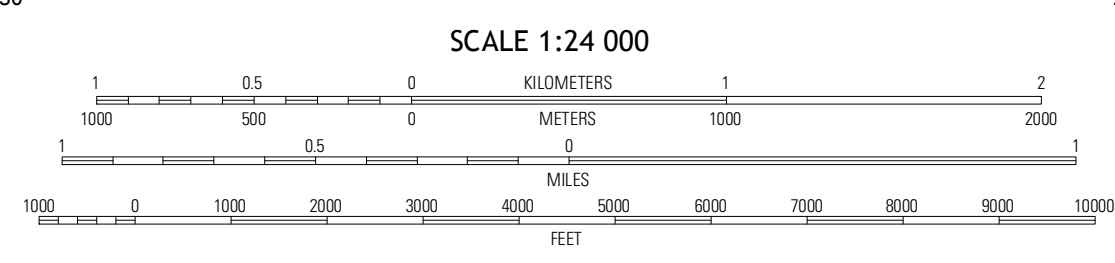 SCALE 1:24 000
1 0.5 0 KILOMETERS 1 2
1000 500 0 METERS 1000 2000
1 0.5 0 1
MILES
1000 0 1000 2000 3000 4000 5000 6000 7000 8000 9000 10000
FEET